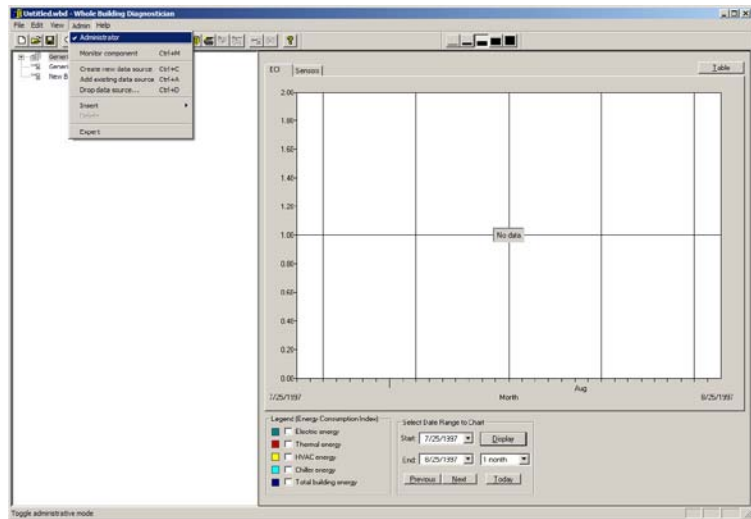 Untitled.wbd - Whole Building Diagnostician
File Edit View Admin Help
Administrator
Monitor component Ctrl+M
Create new data source Ctrl+C
Add existing data source Ctrl+A
Drop data source... Ctrl+D
Insert
Delete
Expert
Gener
Gener
New B
ECI Sensors
Table
2.00
1.80
1.60
1.40
1.20
1.00
No data
0.80
0.60
0.40
0.20
0.00
Aug
7/25/1997 Month 8/25/1997
Legend (Energy Consumption Index)
Electric energy
Thermal energy
HVAC energy
Chiller energy
Total building energy
Select Date Range to Chart
Start: 7/25/1997 Display
End: 8/25/1997 1 month
Previous Next Today
Toggle administrative mode